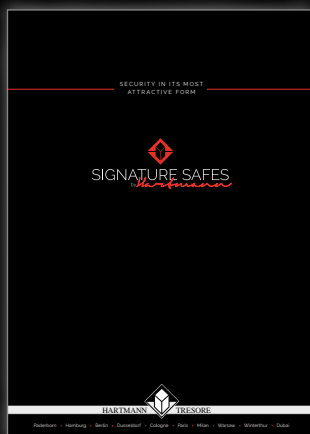 SECURITY IN ITS MOST
ATTRACTIVE FORM
SIGNATURE SAFES
by Hartmann
HARTMANN TRESORE
Paderborn • Hamburg • Berlin • Dusseldorf • Cologne • Paris • Milan • Warsaw • Winterthur • Dubai